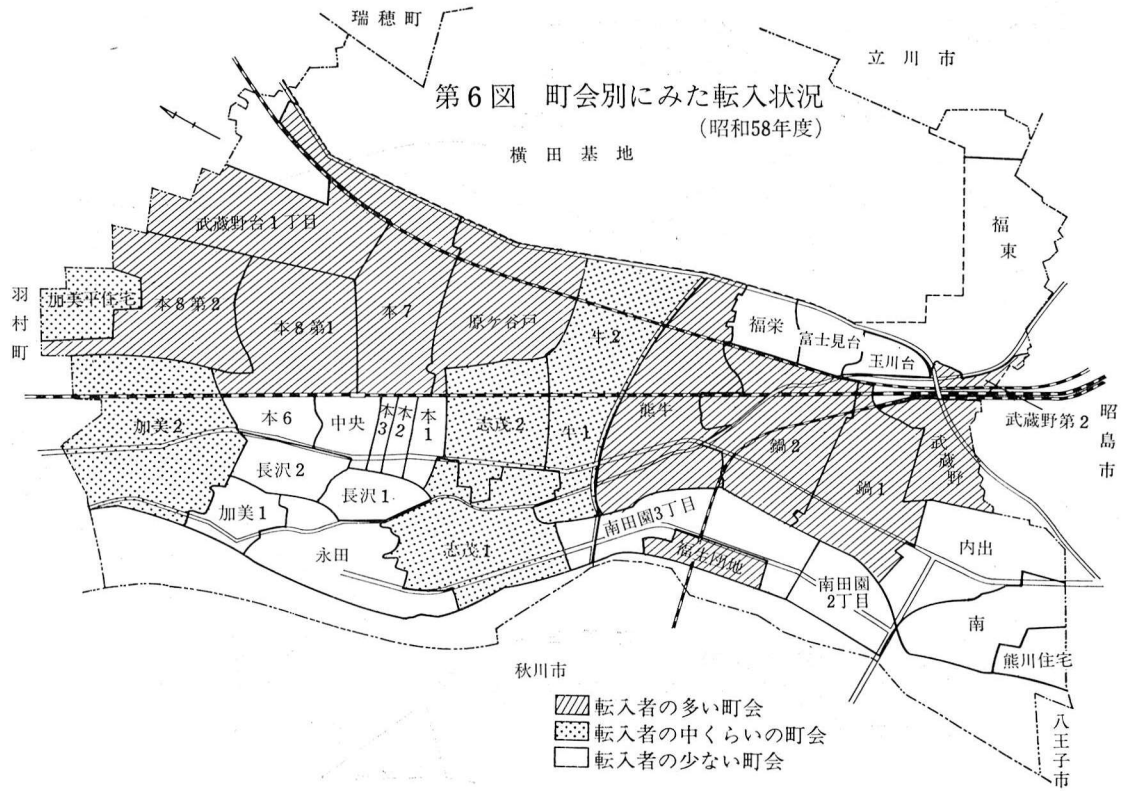 瑞穂町
立川市
第6図 町会別にみた転入状況
(昭和58年度)
横田基地
福東
武蔵野台1丁目
羽村町
加美平住宅
本8第2
本8第1
本7
原ケ谷戸
牛2
福栄
富士見台
玉川台
武蔵野第2
昭島市
加美2
本6
中央
本3
本2
本1
志茂2
牛1
熊牛
鍋2
鍋1
武蔵野
長沢2
長沢1
加美1
永田
志茂1
南田園3丁目
福生団地
南田園
2丁目
内出
南
熊川住宅
秋川市
八王子市
転入者の多い町会
転入者の中くらいの町会
転入者の少ない町会